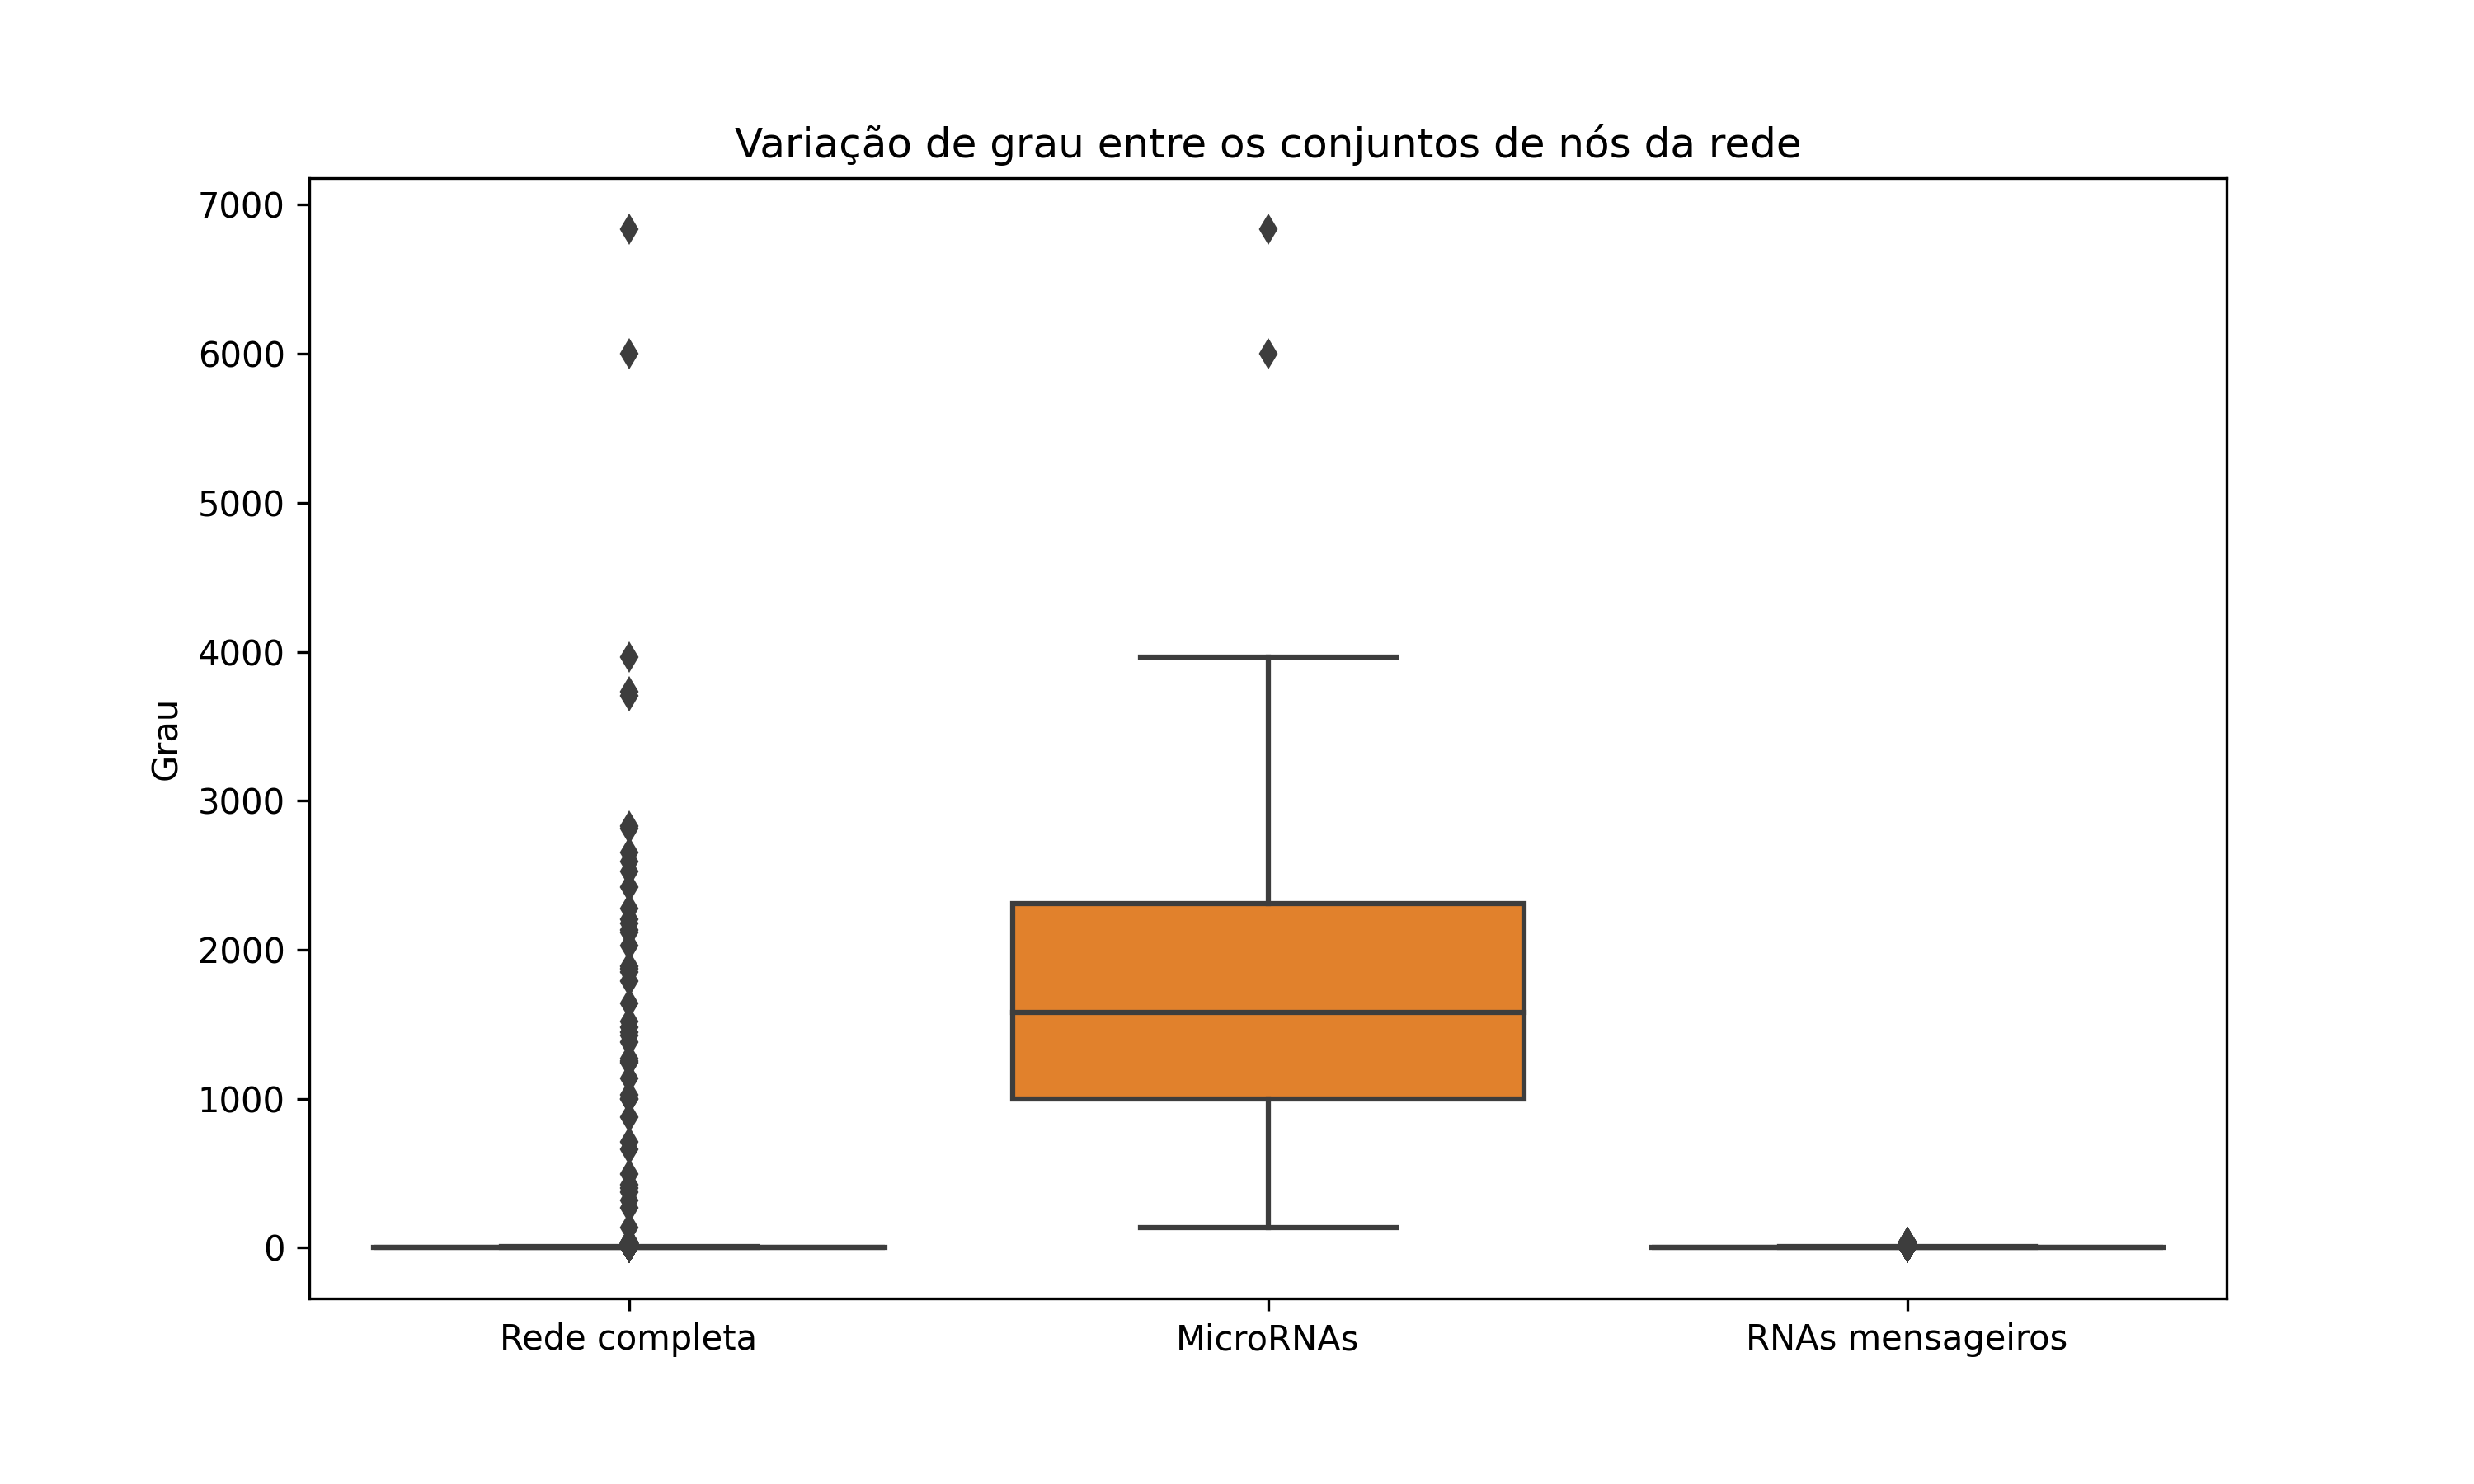 Variação de grau entre os conjuntos de nós da rede
7000
6000
5000
4000
3000
2000
1000
0
Grau
Rede completa
MicroRNAs
RNAs mensageiros